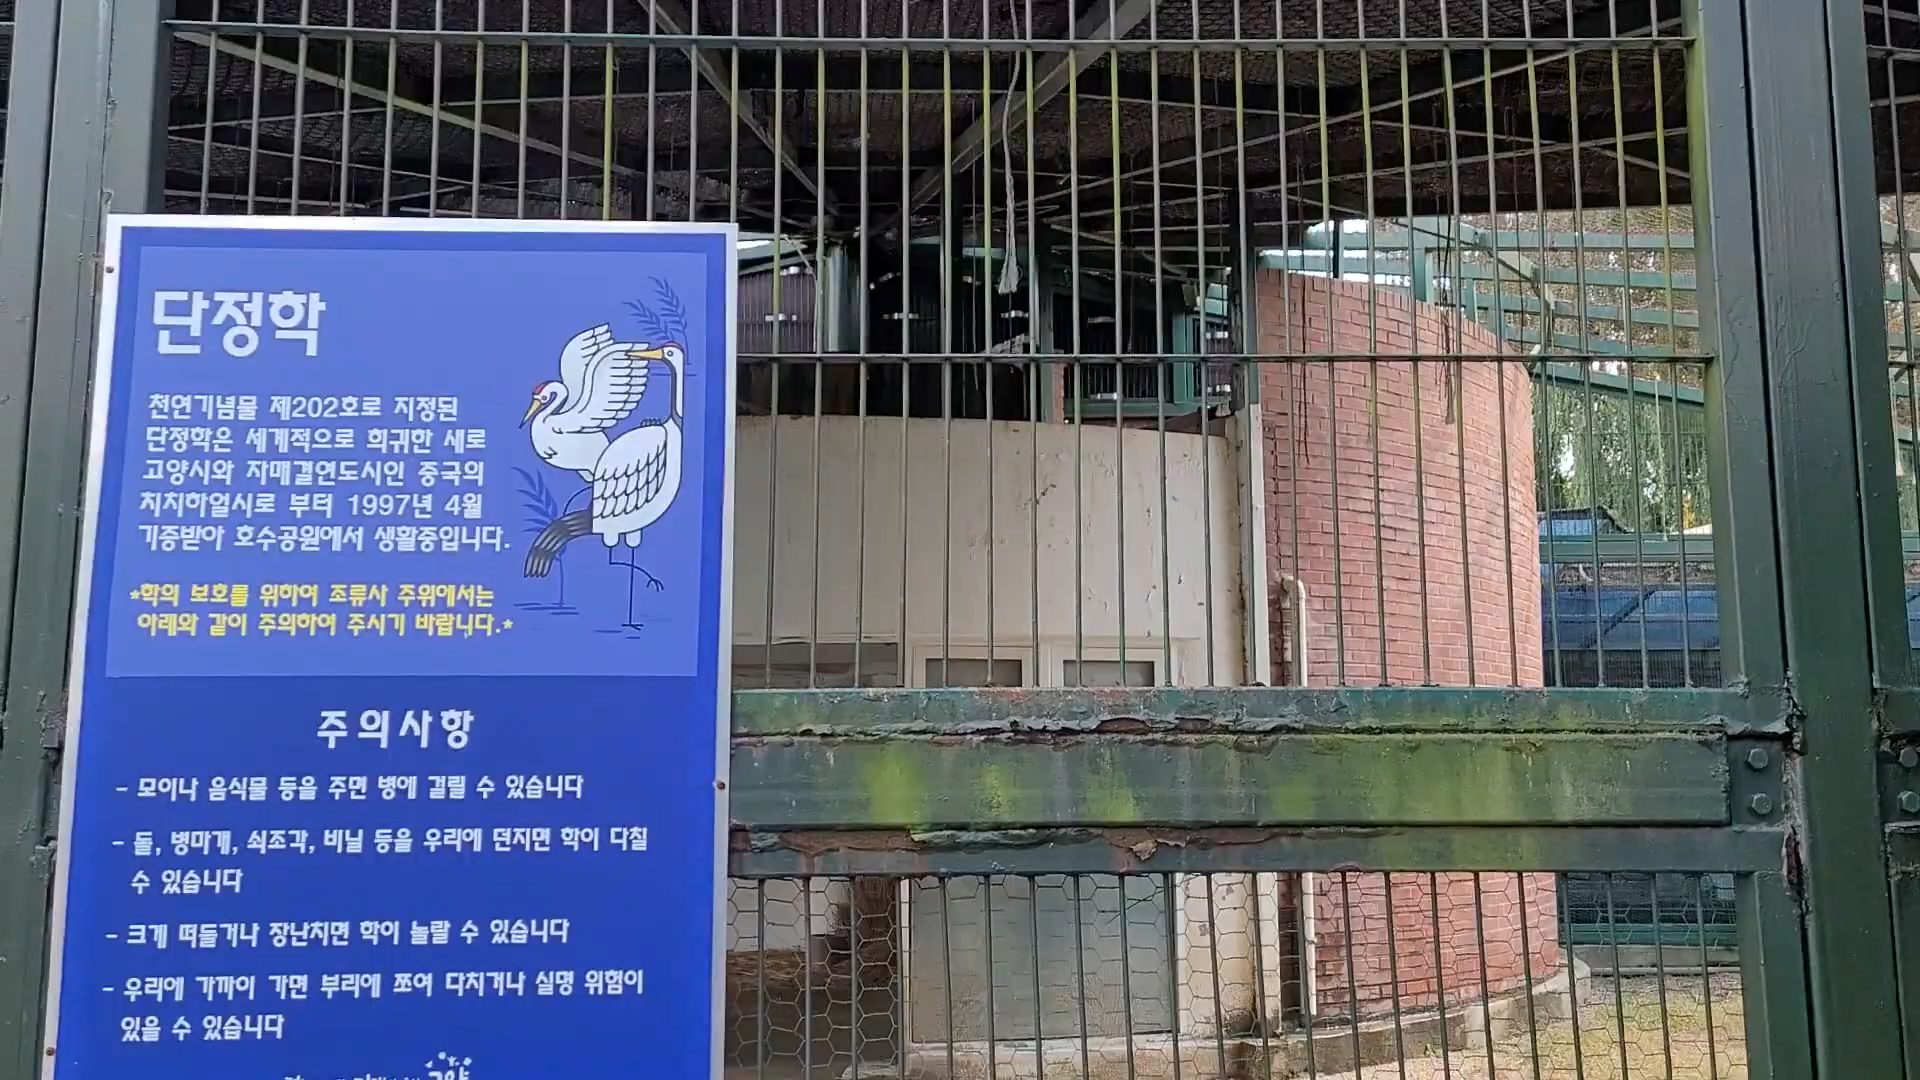 단정학
천연기념물 제202호로 지정된
단정학은 세계적으로 희귀한 새로
고양시와 자매결연도시인 중국의
치치하얼시로 부터 1997년 4월
기증받아 호수공원에서 생활중입니다.
*학의 보호를 위하여 조류사 주위에서는
아래와 같이 주의하여 주시기 바랍니다.*
주의사항
- 모이나 음식물 등을 주면 병에 걸릴 수 있습니다
- 돌, 병마개, 쇠조각, 비닐 등을 우리에 던지면 학이 다칠
수 있습니다
- 크게 떠들거나 장난치면 학이 놀랄 수 있습니다
- 우리에 가까이 가면 부리에 쪼여 다치거나 실명 위험이
있을 수 있습니다